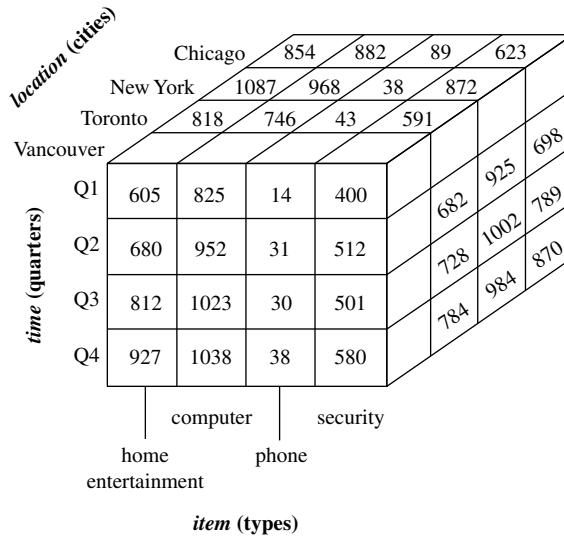 location (cities)
Chicago 854 882 89 623
New York 1087 968 38 872
Toronto 818 746 43 591
Vancouver
time (quarters)
Q1 605 825 14 400 682 925 698
Q2 680 952 31 512 728 1002 789
Q3 812 1023 30 501 784 984 870
Q4 927 1038 38 580
computer security
home phone
entertainment
item (types)